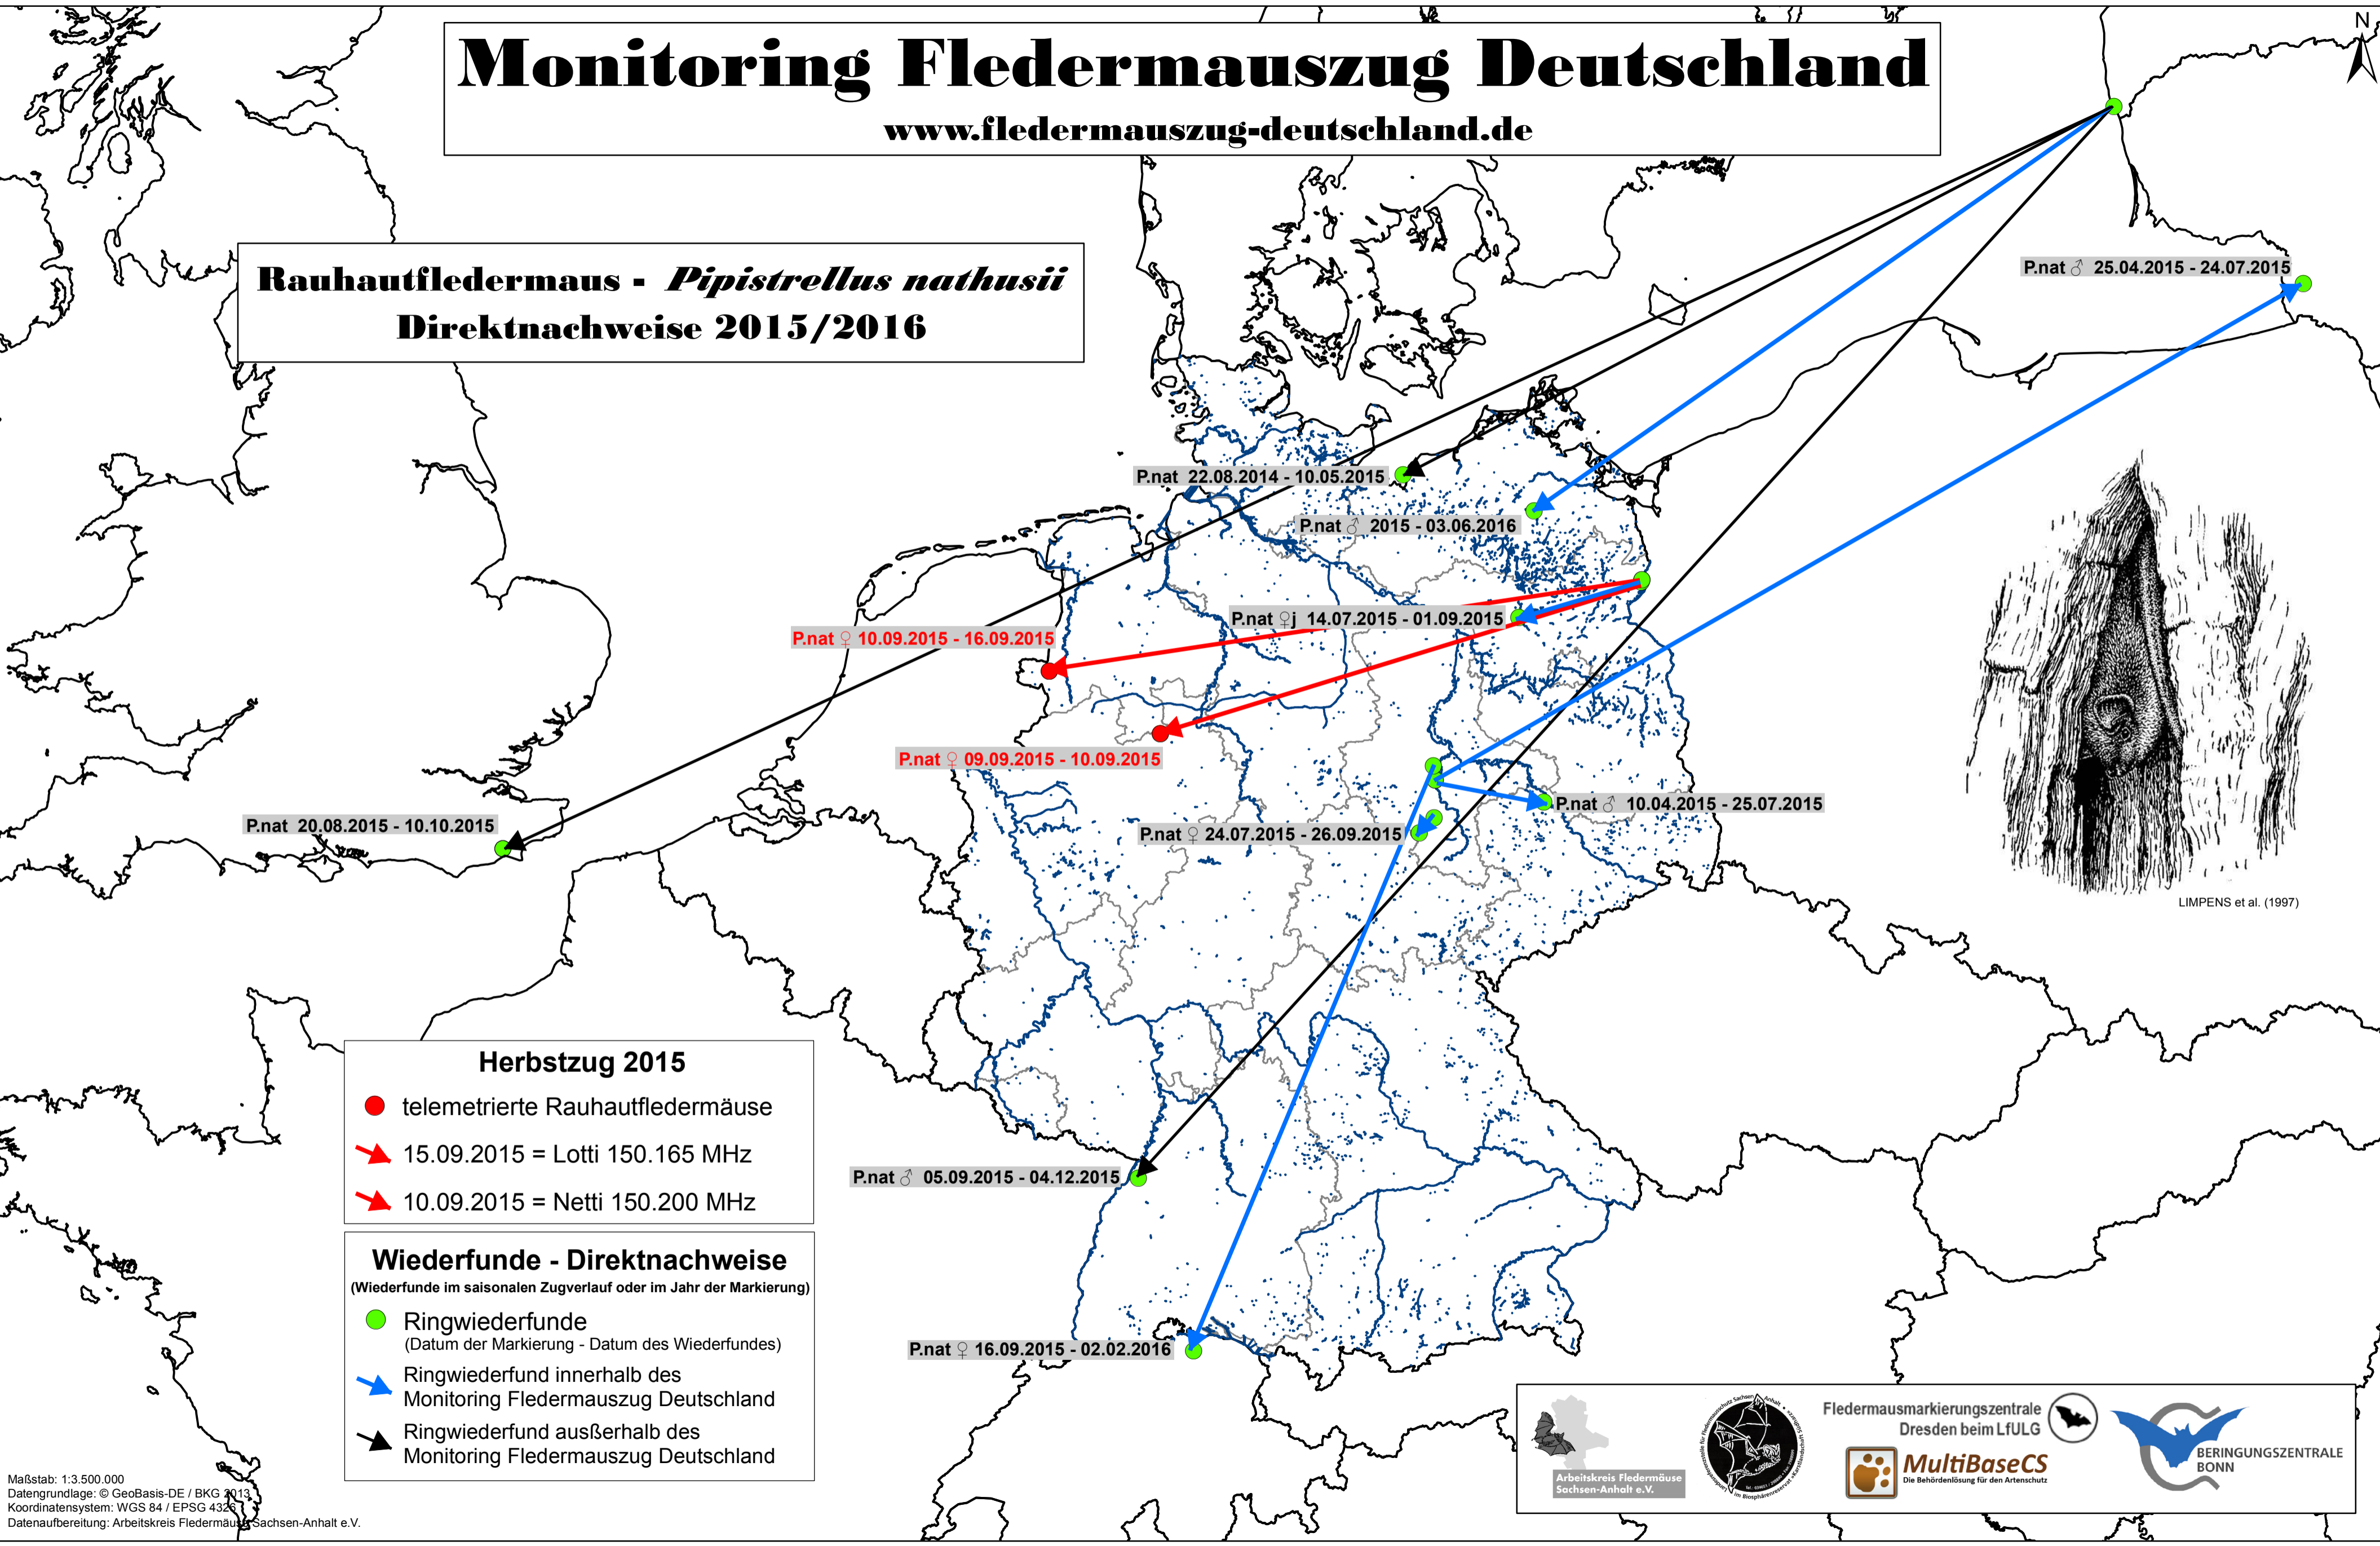 Monitoring Fledermauszug Deutschland
www.fledermauszug-deutschland.de
N
Rauhautfledermaus - Pipistrellus nathusii
Direktnachweise 2015/2016
P.nat ♂ 25.04.2015 - 24.07.2015
P.nat 22.08.2014 - 10.05.2015
P.nat ♂ 2015 - 03.06.2016
P.nat ♀j 14.07.2015 - 01.09.2015
P.nat ♀ 10.09.2015 - 16.09.2015
P.nat ♀ 09.09.2015 - 10.09.2015
P.nat ♂ 10.04.2015 - 25.07.2015
P.nat 20.08.2015 - 10.10.2015
P.nat ♀ 24.07.2015 - 26.09.2015
LIMPENS et al. (1997)
P.nat ♂ 05.09.2015 - 04.12.2015
P.nat ♀ 16.09.2015 - 02.02.2016
Herbstzug 2015
telemetrierte Rauhautfledermäuse
15.09.2015 = Lotti 150.165 MHz
10.09.2015 = Netti 150.200 MHz
Wiederfunde - Direktnachweise
(Wiederfunde im saisonalen Zugverlauf oder im Jahr der Markierung)
Ringwiederfunde
(Datum der Markierung - Datum des Wiederfundes)
Ringwiederfund innerhalb des
Monitoring Fledermauszug Deutschland
Ringwiederfund ausßerhalb des
Monitoring Fledermauszug Deutschland
Maßstab: 1:3.500.000
Datengrundlage: © GeoBasis-DE / BKG 2013
Koordinatensystem: WGS 84 / EPSG 4326
Datenaufbereitung: Arbeitskreis Fledermäuse Sachsen-Anhalt e.V.
Arbeitskreis Fledermäuse
Sachsen-Anhalt e.V.
Fledermausmarkierungszentrale
Dresden beim LfULG
MultiBaseCS
Die Behördenlösung für den Artenschutz
BERINGUNGSZENTRALE
BONN